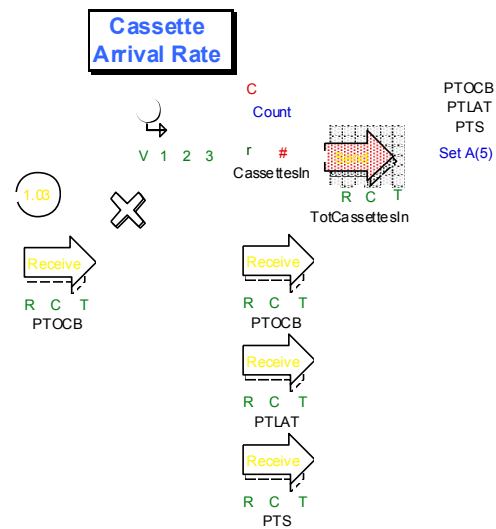 Cassette
Arrival Rate
C
Count
PTOCB
PTLAT
PTS
Set A(5)
V 1 2 3
r #
CassettesIn
Send
R C T
TotCassettesIn
1.03
Receive
R C T
PTOCB
Receive
R C T
PTOCB
Receive
R C T
PTLAT
Receive
R C T
PTS